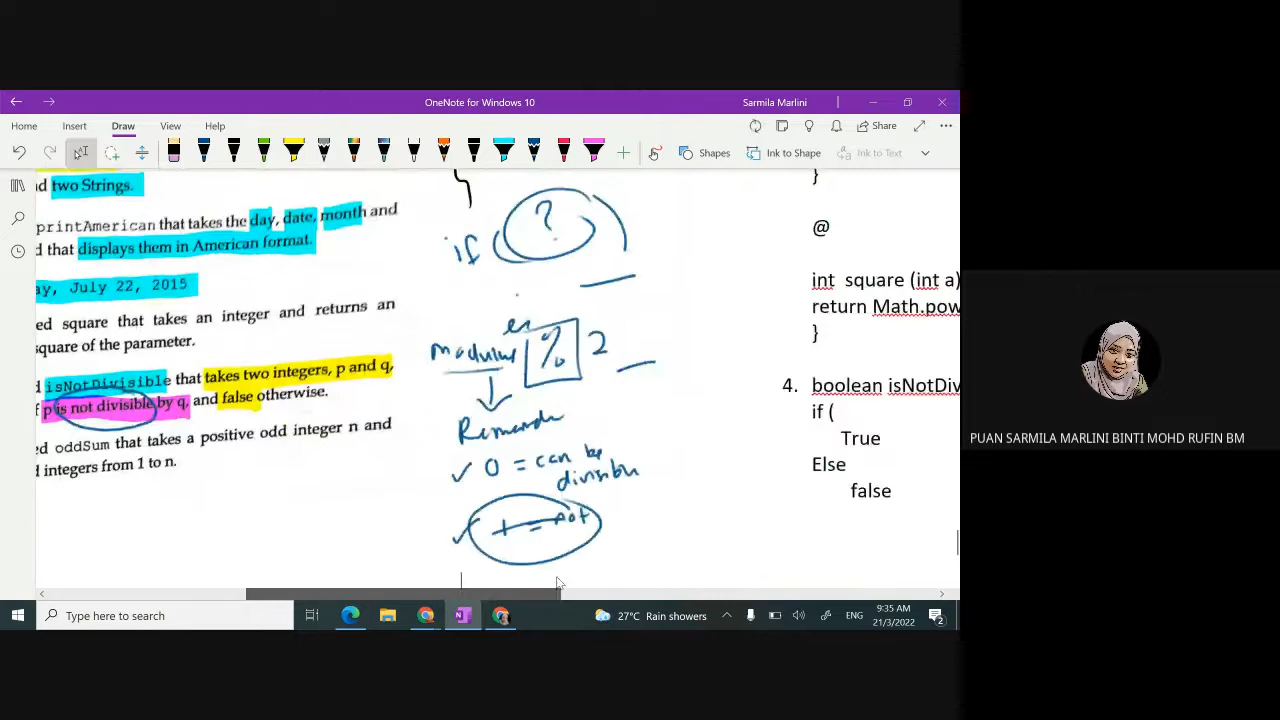 OneNote for Windows 10
Sarmila Marlini
Home Insert Draw View Help
Share
Shapes
Ink to Shape
Ink to Text
d two Strings.
printAmerican that takes the day, date, month and
d that displays them in American format.
ay, July 22, 2015
ed square that takes an integer and returns an
square of the parameter.
d isNotDivisible that takes two integers, p and q,
f p is not divisible by q, and false otherwise.
ed oddSum that takes a positive odd integer n and
d integers from 1 to n.
if ( ? )
modulus % 2
0 = can be
divisible
= not
}
@
int square (int a)
return Math.pow
}
4. boolean isNotDiv
if (
True
Else
false
PUAN SARMILA MARLINI BINTI MOHD RUFIN BM
Type here to search
27°C Rain showers
ENG
9:35 AM
21/3/2022
2